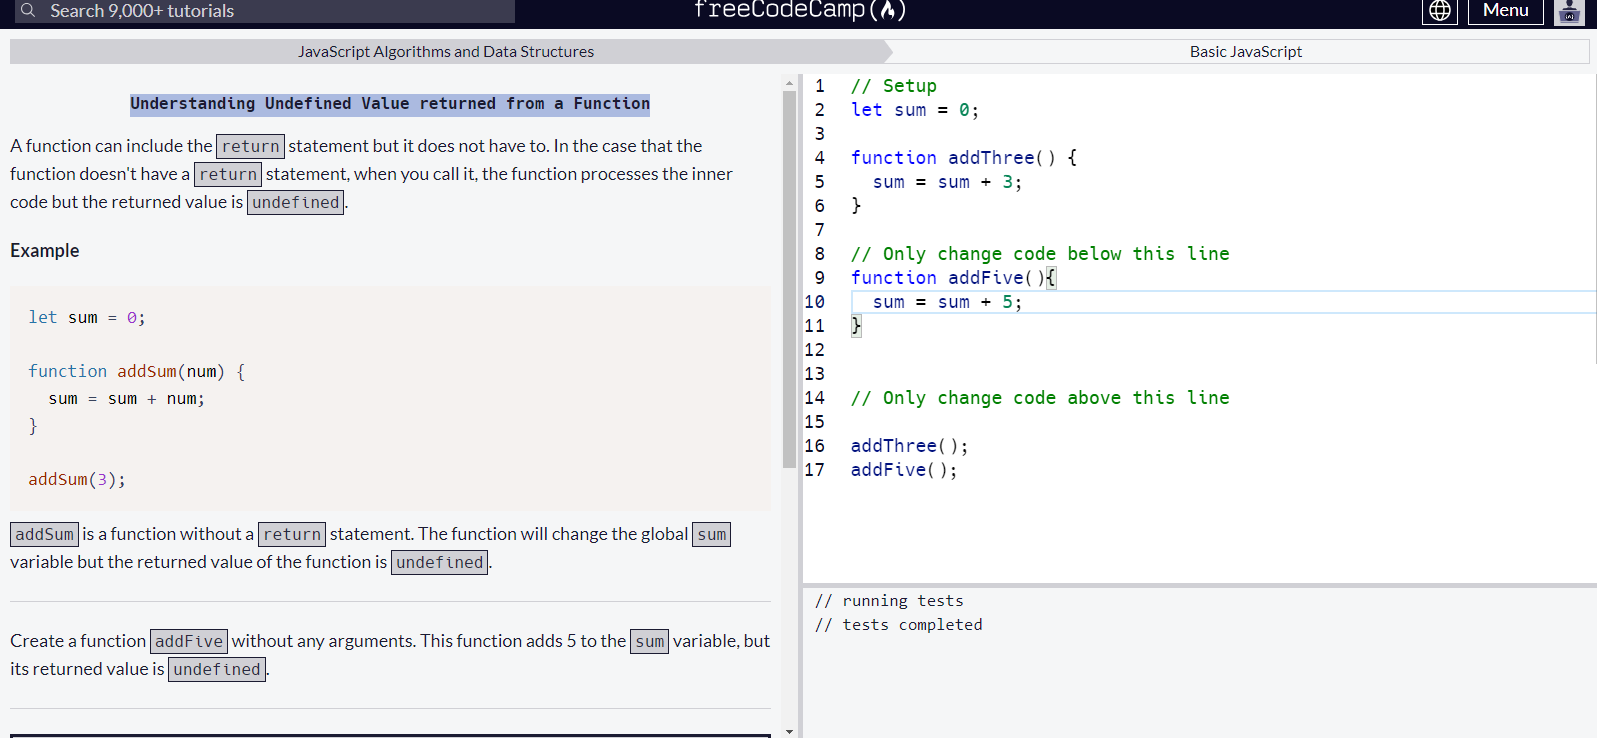 Search 9,000+ tutorials
freeCodeCamp
Menu
JavaScript Algorithms and Data Structures
Basic JavaScript
Understanding Undefined Value returned from a Function
A function can include the return statement but it does not have to. In the case that the
function doesn't have a return statement, when you call it, the function processes the inner
code but the returned value is undefined.
Example
let sum = 0;
function addSum(num) {
  sum = sum + num;
}
addSum(3);
addSum is a function without a return statement. The function will change the global sum
variable but the returned value of the function is undefined.
Create a function addFive without any arguments. This function adds 5 to the sum variable, but
its returned value is undefined.
1 // Setup
2 let sum = 0;
3
4 function addThree() {
5   sum = sum + 3;
6 }
7
8 // Only change code below this line
9 function addFive(){
10   sum = sum + 5;
11 }
12
13
14 // Only change code above this line
15
16 addThree();
17 addFive();
// running tests
// tests completed